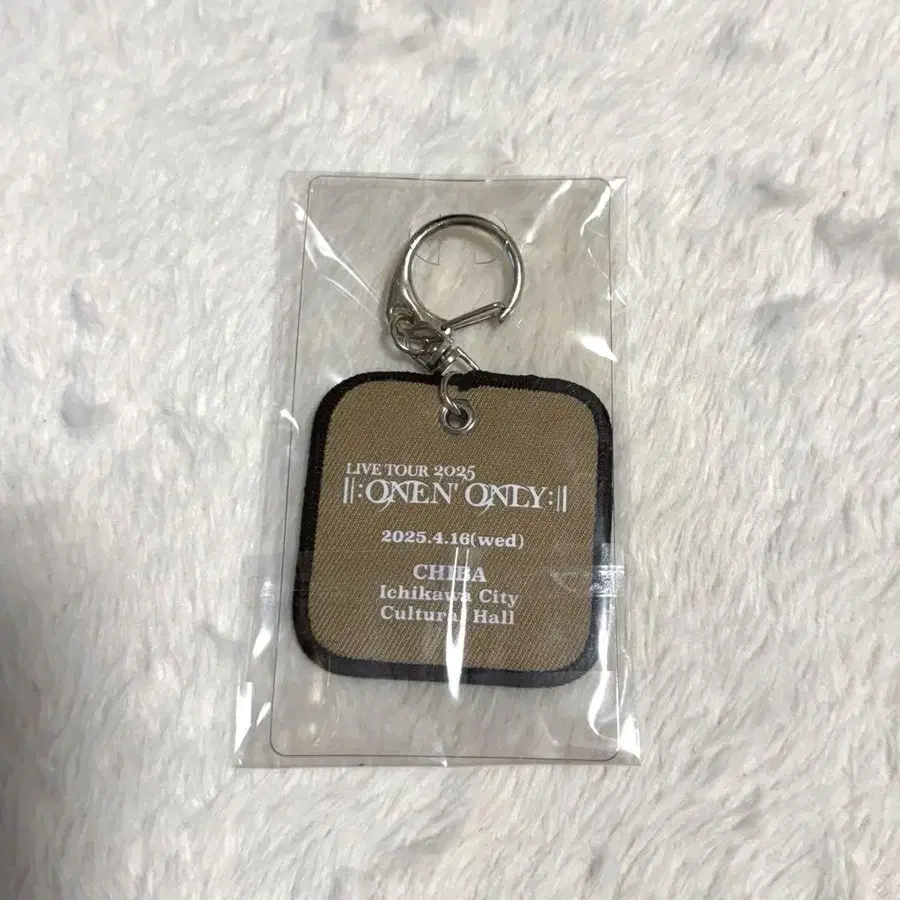 LIVE TOUR 2025
||:ONE N' ONLY:||
2025.4.16(wed)
CHIBA
Ichikawa City
Cultural Hall